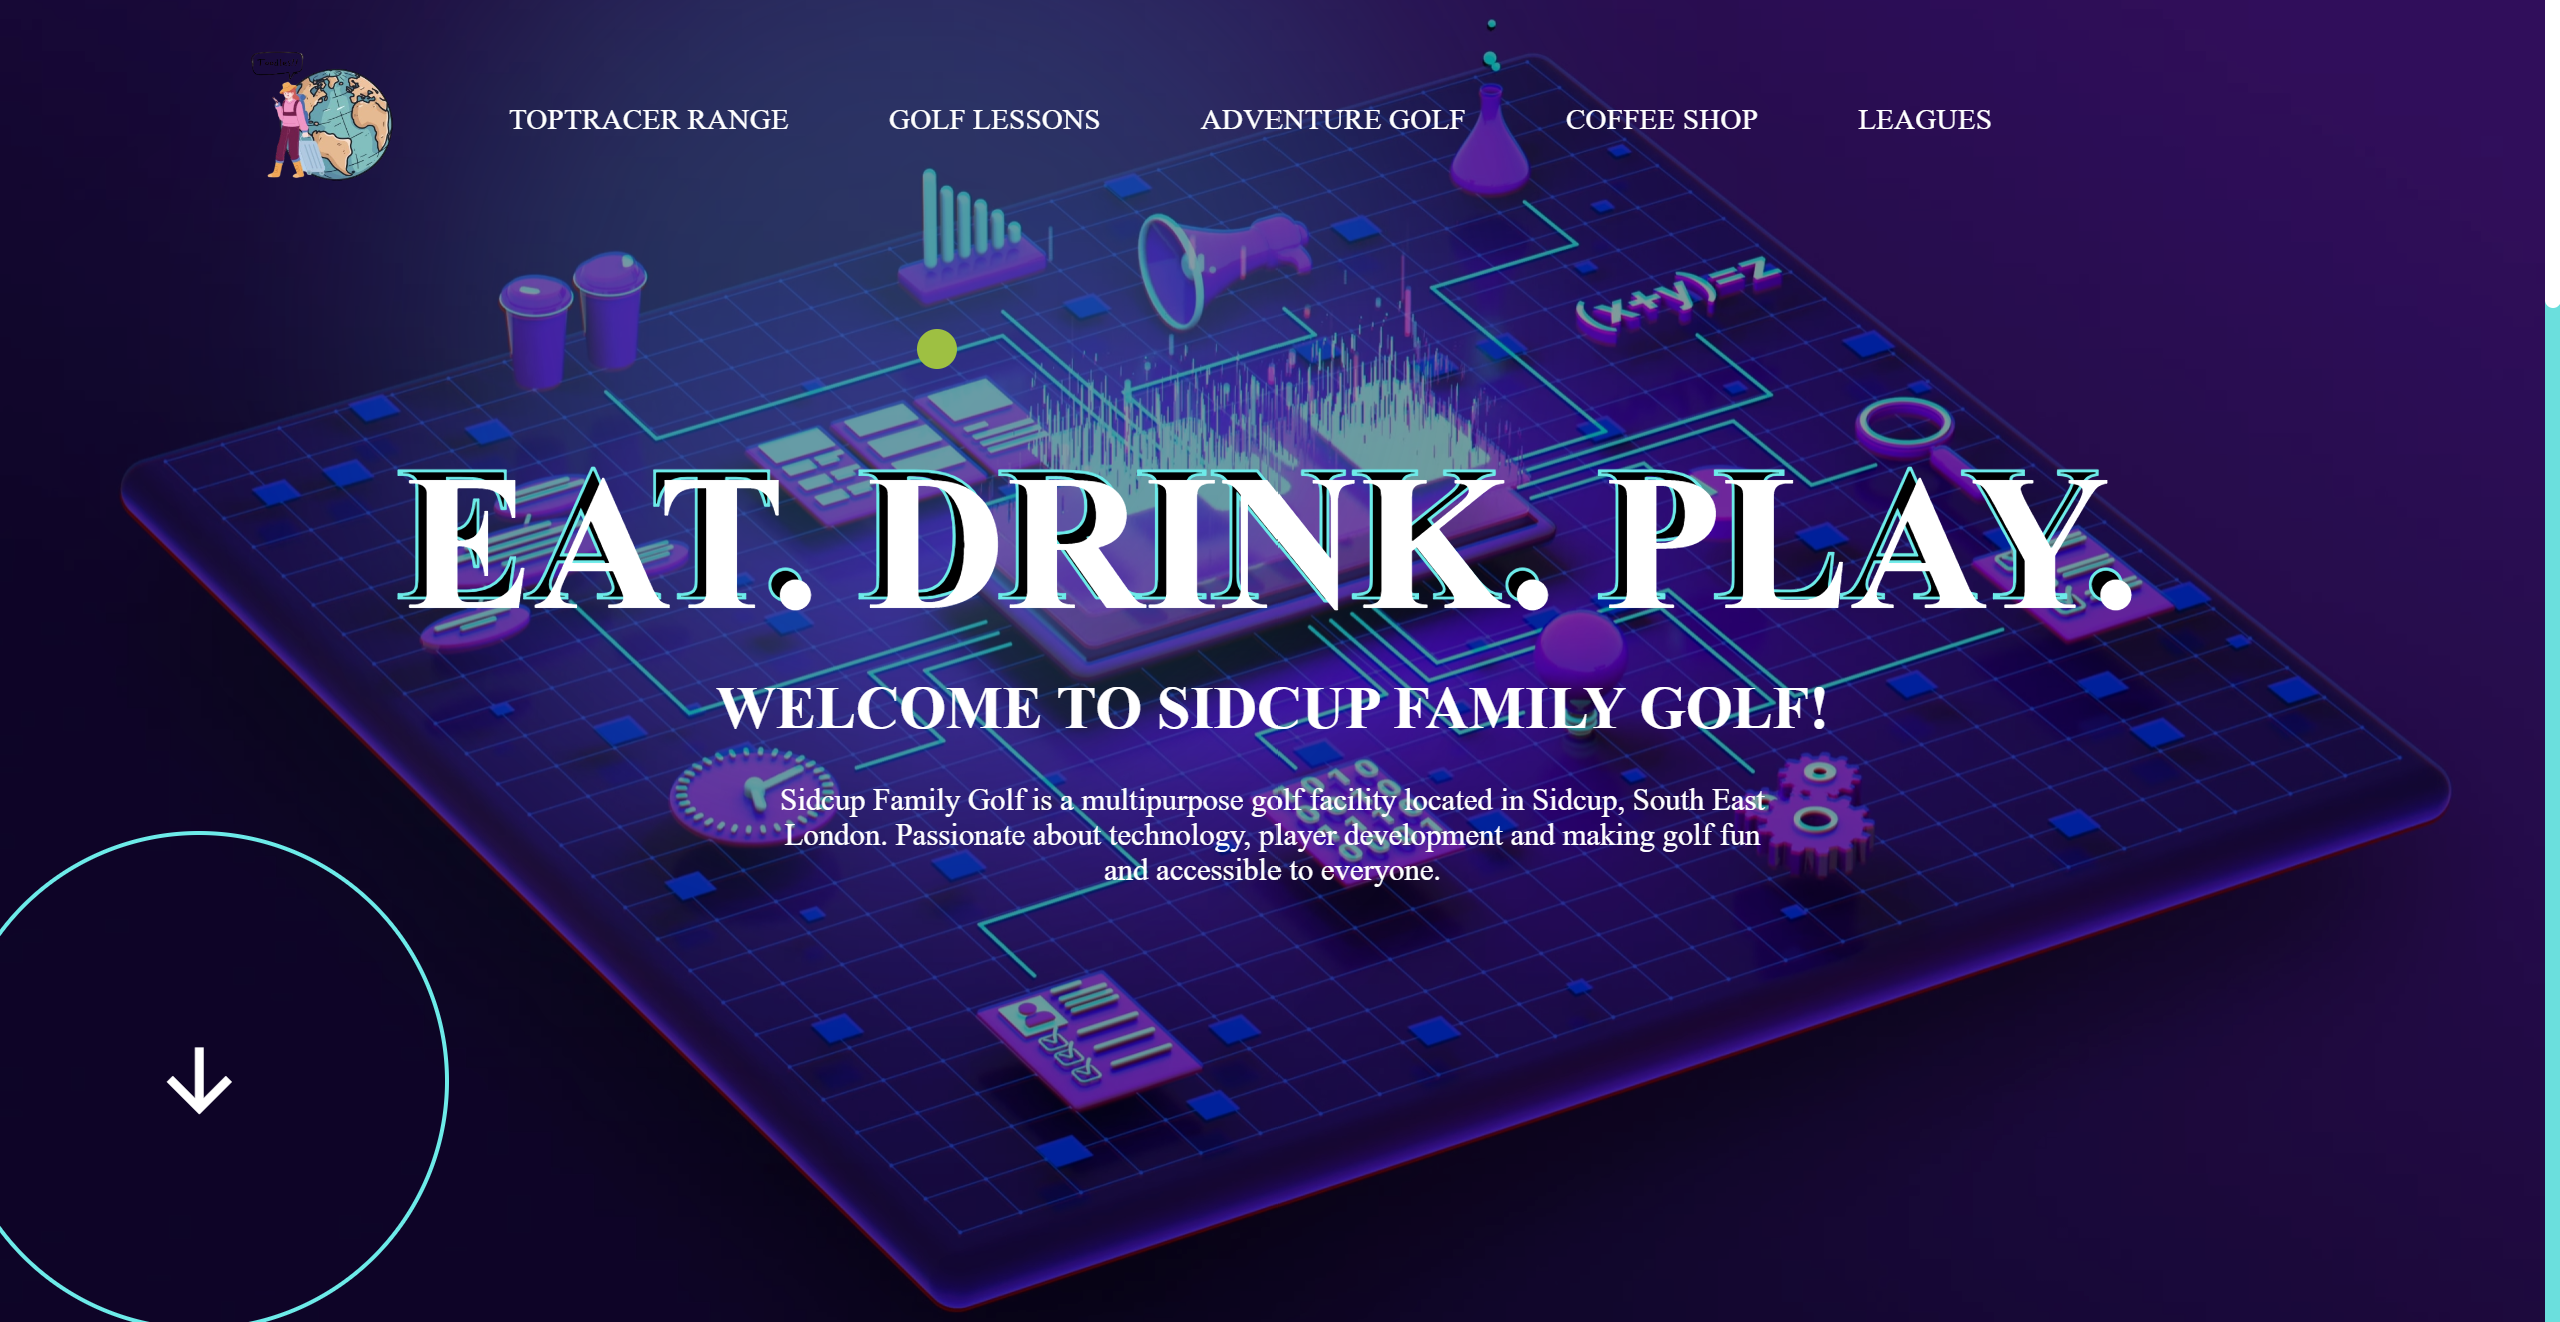 TOPTRACER RANGE GOLF LESSONS ADVENTURE GOLF COFFEE SHOP LEAGUES
(x+y)=z
EAT. DRINK. PLAY.
WELCOME TO SIDCUP FAMILY GOLF!
Sidcup Family Golf is a multipurpose golf facility located in Sidcup, South East
London. Passionate about technology, player development and making golf fun
and accessible to everyone.